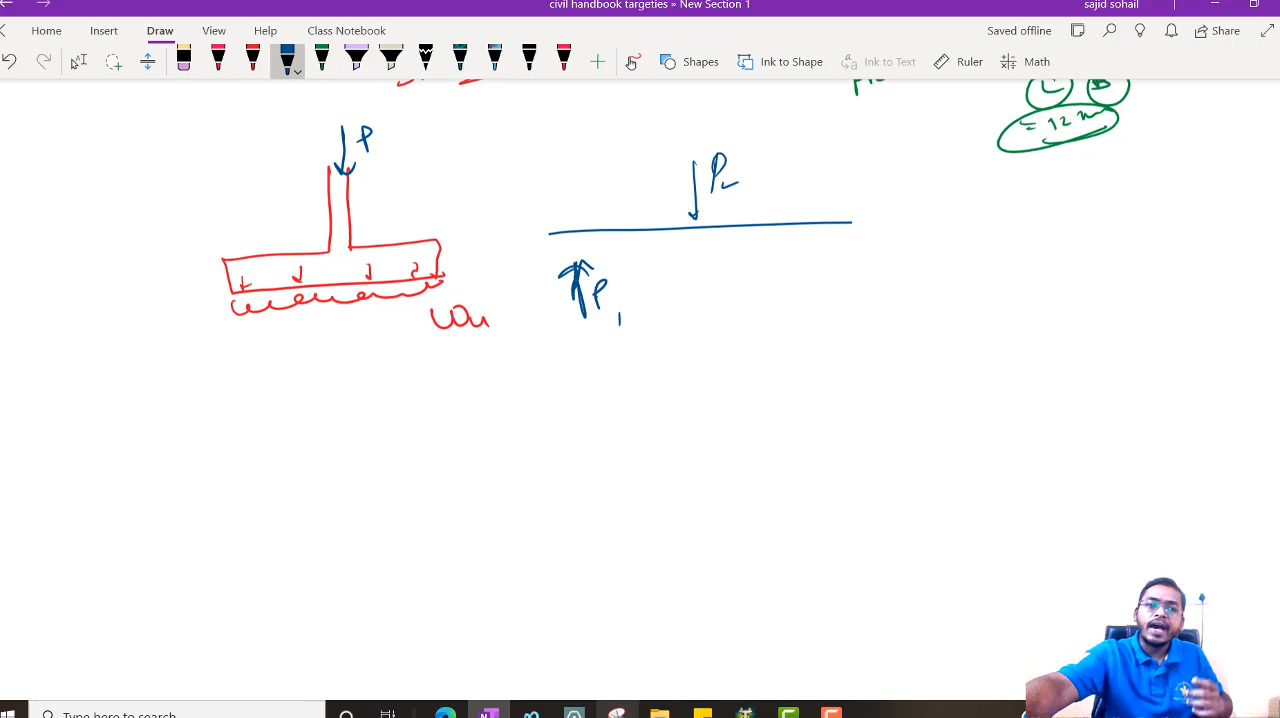 civil handbook targeties » New Section 1
sajid sohail
Home Insert Draw View Help Class Notebook
Saved offline
Share
Shapes
Ink to Shape
Ink to Text
Ruler
Math
L B
= 12 m
P
P
P
Type here to search